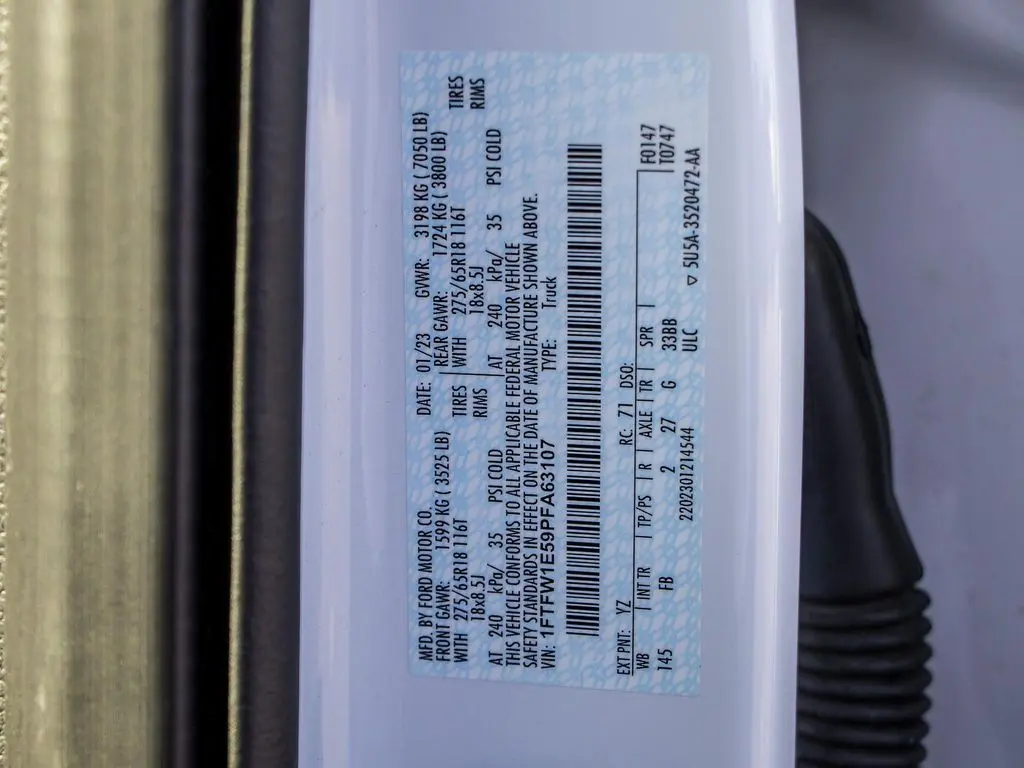 MFD. BY FORD MOTOR CO. DATE: 01/23 GVWR: 3198 KG ( 7050 LB)
FRONT GAWR: 1599 KG ( 3525 LB) REAR GAWR: 1724 KG ( 3800 LB)
WITH 275/65R18 116T TIRES WITH 275/65R18 116T TIRES
18x8.5J RIMS 18x8.5J RIMS
AT 240 kPa/ 35 PSI COLD AT 240 kPa/ 35 PSI COLD
THIS VEHICLE CONFORMS TO ALL APPLICABLE FEDERAL MOTOR VEHICLE
SAFETY STANDARDS IN EFFECT ON THE DATE OF MANUFACTURE SHOWN ABOVE.
VIN: 1FTFW1E59PFA63107 TYPE: Truck
EXT PNT: YZ RC: 71 DSO: F0147
WB INT TR TP/PS R AXLE TR SPR T0747
145 FB 2 27 G 33BB
2202301214544 ULC ▽ 5U5A-3520472-AA